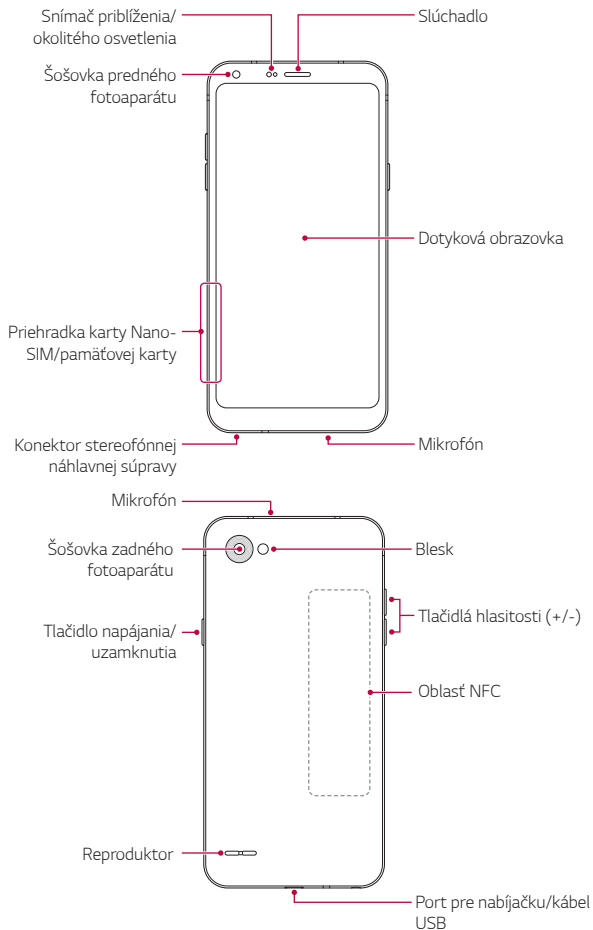 Snímač priblíženia/
okolitého osvetlenia
Slúchadlo
Šošovka predného
fotoaparátu
Dotyková obrazovka
Priehradka karty Nano-
SIM/pamäťovej karty
Konektor stereofónnej
náhlavnej súpravy
Mikrofón
Mikrofón
Šošovka zadného
fotoaparátu
Blesk
Tlačidlá hlasitosti (+/-)
Tlačidlo napájania/
uzamknutia
Oblasť NFC
Reproduktor
Port pre nabíjačku/kábel
USB